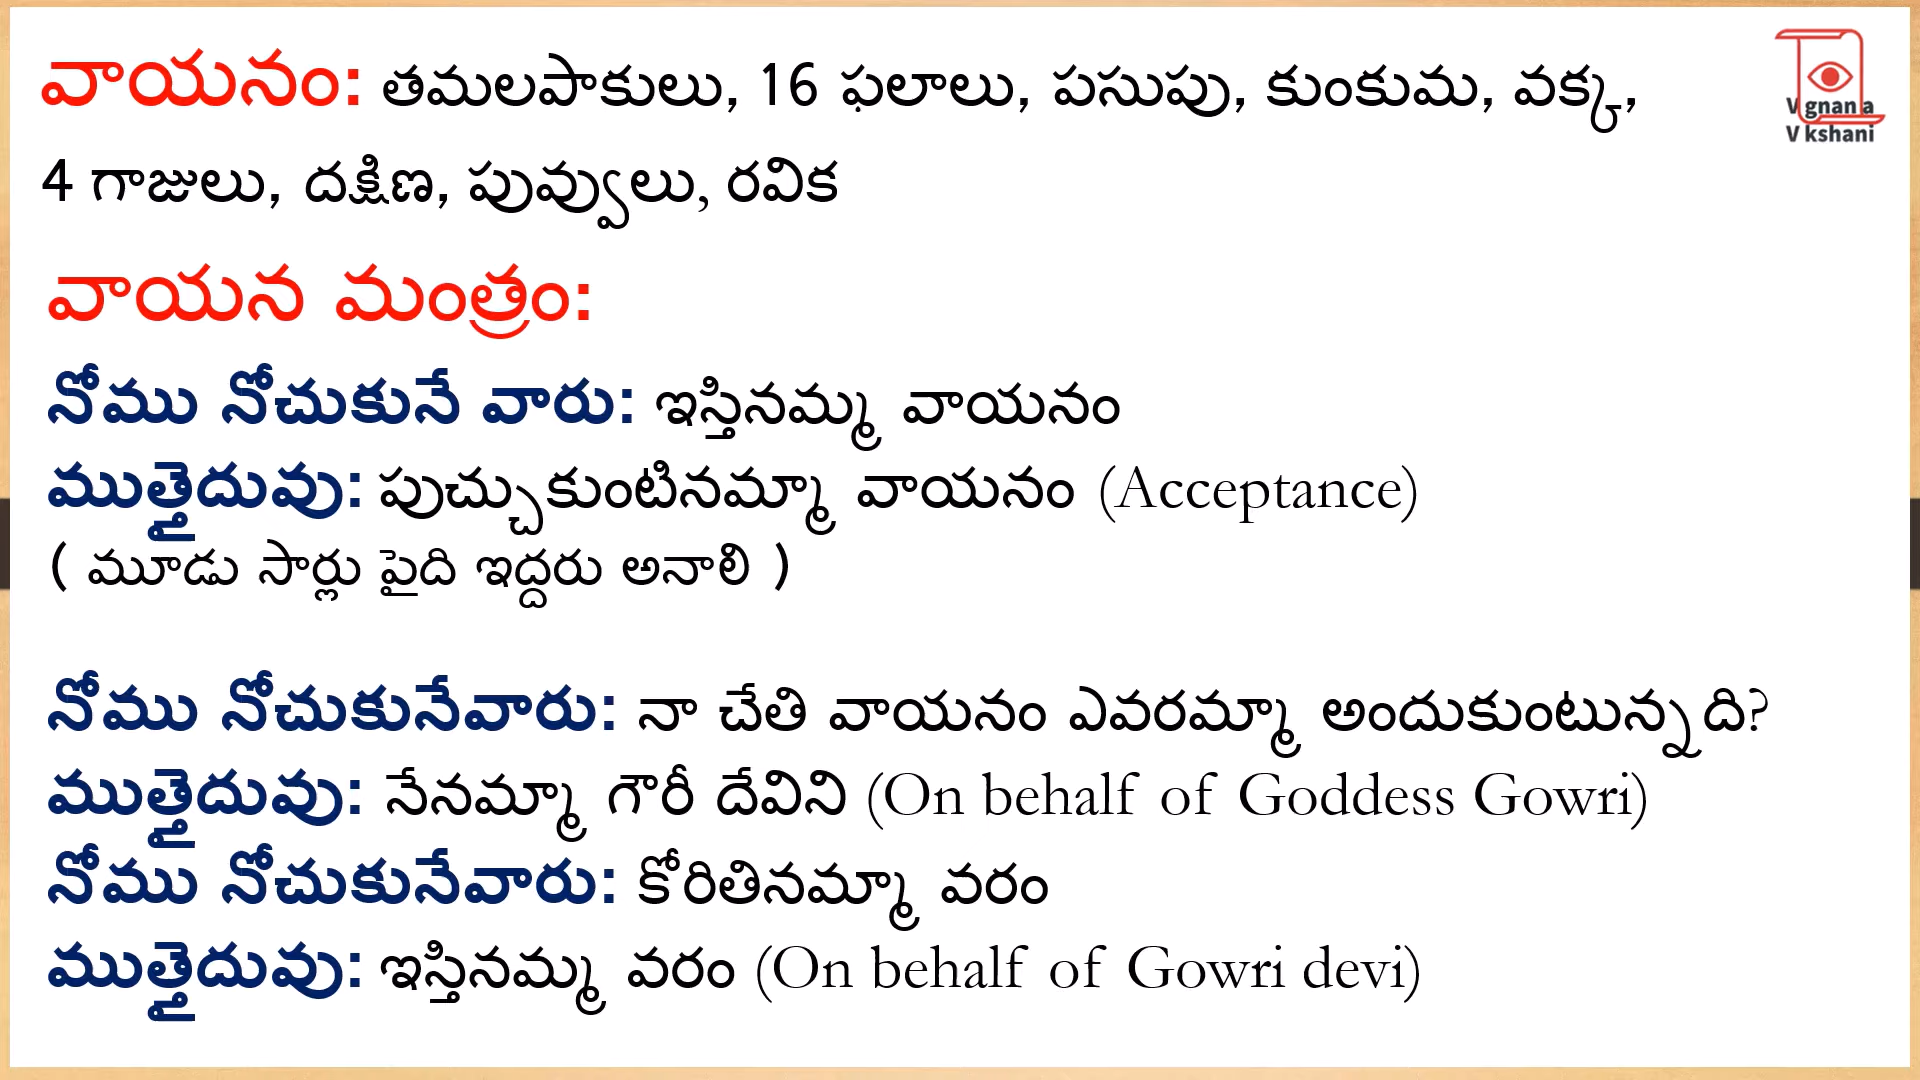 వాయనం: తమలపాకులు, 16 ఫలాలు, పసుపు, కుంకుమ, వక్క,
4 గాజులు, దక్షిణ, పువ్వులు, రవిక
వాయన మంత్రం:
నోము నోచుకునే వారు: ఇస్తినమ్మ వాయనం
ముత్తైదువు: పుచ్చుకుంటినమ్మా వాయనం (Acceptance)
( మూడు సార్లు పైది ఇద్దరు అనాలి )
నోము నోచుకునేవారు: నా చేతి వాయనం ఎవరమ్మా అందుకుంటున్నది?
ముత్తైదువు: నేనమ్మా గౌరీ దేవిని (On behalf of Goddess Gowri)
నోము నోచుకునేవారు: కోరితినమ్మా వరం
ముత్తైదువు: ఇస్తినమ్మ వరం (On behalf of Gowri devi)
V gnan a
V kshani